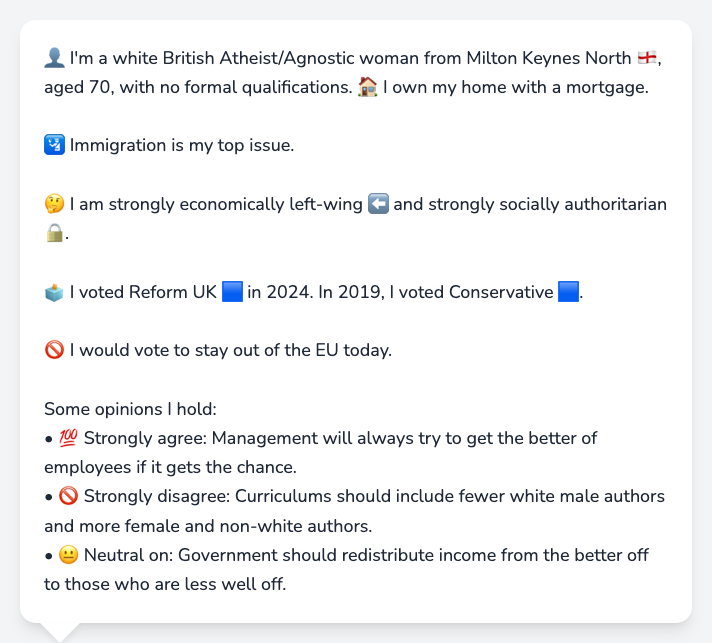 👤 I'm a white British Atheist/Agnostic woman from Milton Keynes North 🏴󠁧󠁢󠁥󠁮󠁧󠁿,
aged 70, with no formal qualifications. 🏠 I own my home with a mortgage.
🛂 Immigration is my top issue.
🤔 I am strongly economically left-wing ⬅️ and strongly socially authoritarian
🔒.
🗳️ I voted Reform UK 🟦 in 2024. In 2019, I voted Conservative 🟦.
🚫 I would vote to stay out of the EU today.
Some opinions I hold:
• 💯 Strongly agree: Management will always try to get the better of
employees if it gets the chance.
• 🚫 Strongly disagree: Curriculums should include fewer white male authors
and more female and non-white authors.
• 😐 Neutral on: Government should redistribute income from the better off
to those who are less well off.